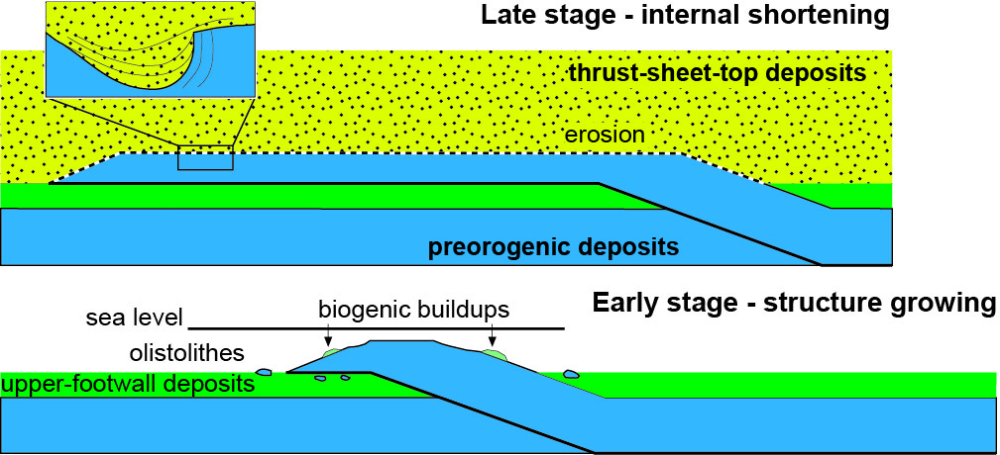 Late stage - internal shortening
thrust-sheet-top deposits
erosion
preorogenic deposits
Early stage - structure growing
biogenic buildups
sea level
olistolithes
upper-footwall deposits